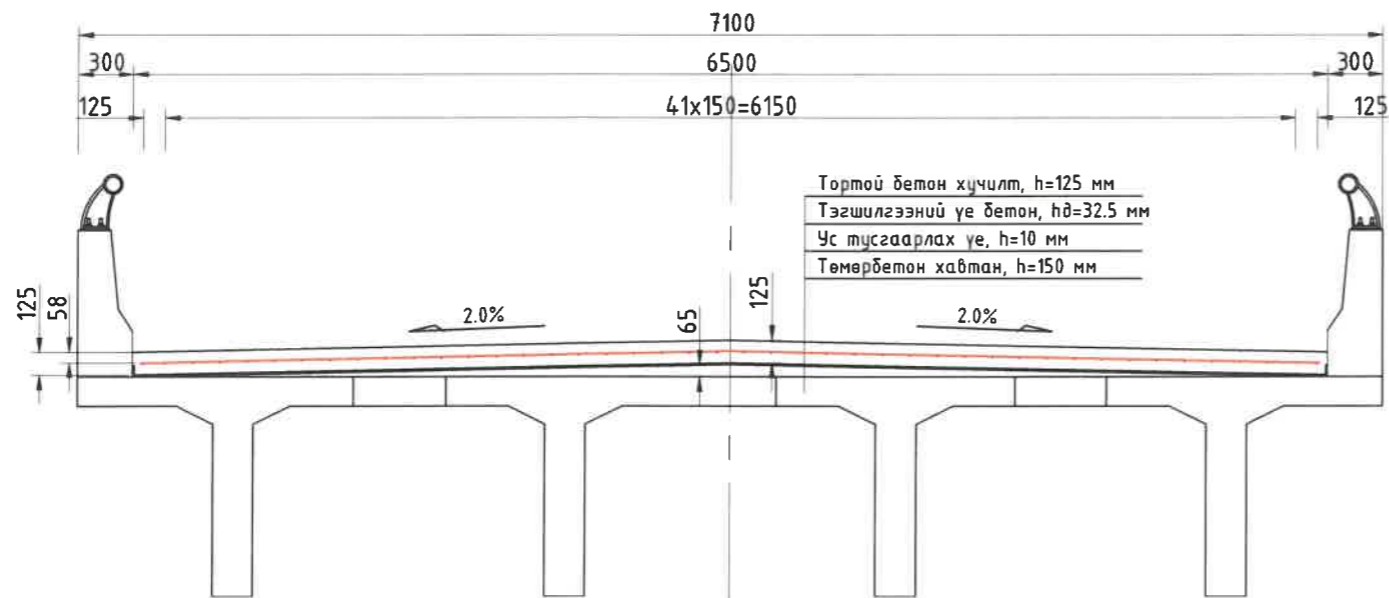 7100
300 6500 300
125 41x150=6150 125
Тортой бетон хучилт, h=125 мм
Тэгшилгээний үе бетон, hд=32.5 мм
Ус тусгаарлах үе, h=10 мм
Төмөрбетон хавтан, h=150 мм
125
58
2.0%
65
125
2.0%